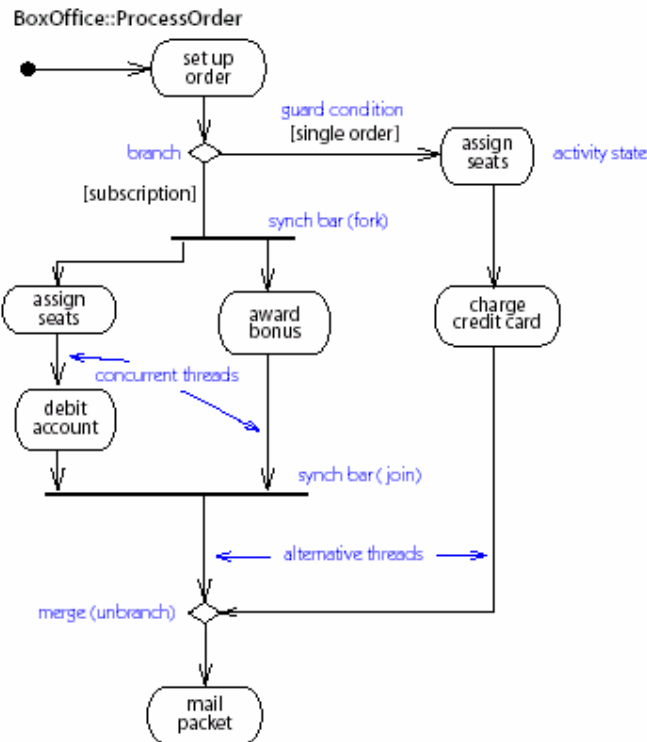 BoxOffice::ProcessOrder
set up
order
guard condition
[single order]
branch
assign
seats
activity state
[subscription]
synch bar (fork)
assign
seats
award
bonus
charge
credit card
concurrent threads
debit
account
synch bar ( join)
alternative threads
merge (unbranch)
mail
packet